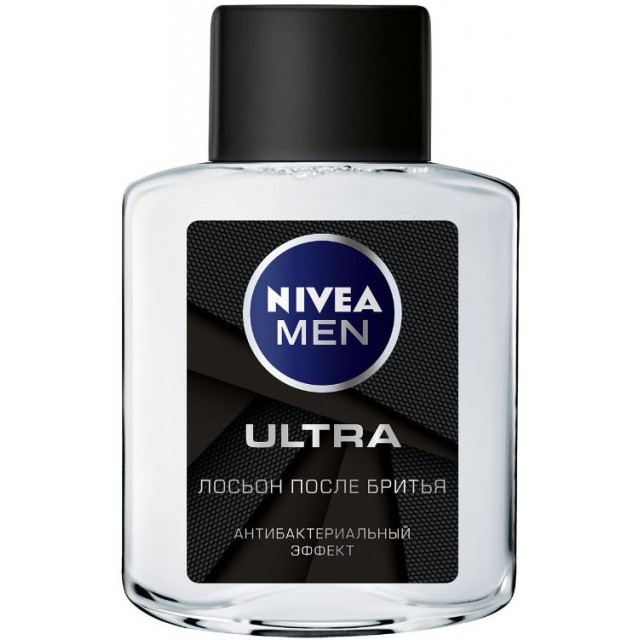 NIVEA
MEN
ULTRA
ЛОСЬОН ПОСЛЕ БРИТЬЯ
АНТИБАКТЕРИАЛЬНЫЙ
ЭФФЕКТ